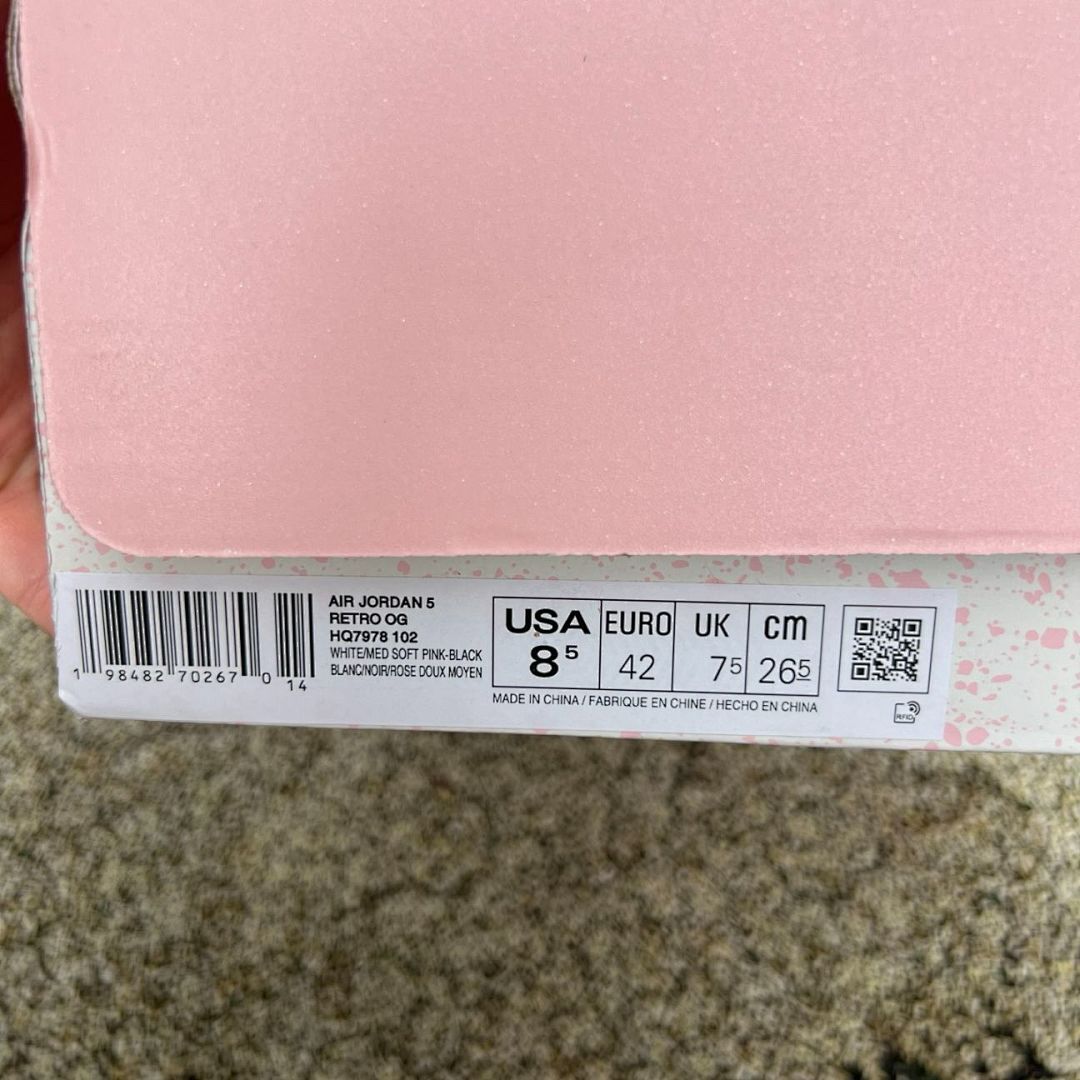 AIR JORDAN 5
RETRO OG
HQ7978 102
WHITE/MED SOFT PINK-BLACK
BLANC/NOIR/ROSE DOUX MOYEN
1 98482 70267 0 14
USA EURO UK cm
8 5 42 7 5 26 5
MADE IN CHINA / FABRIQUE EN CHINE / HECHO EN CHINA
RFID